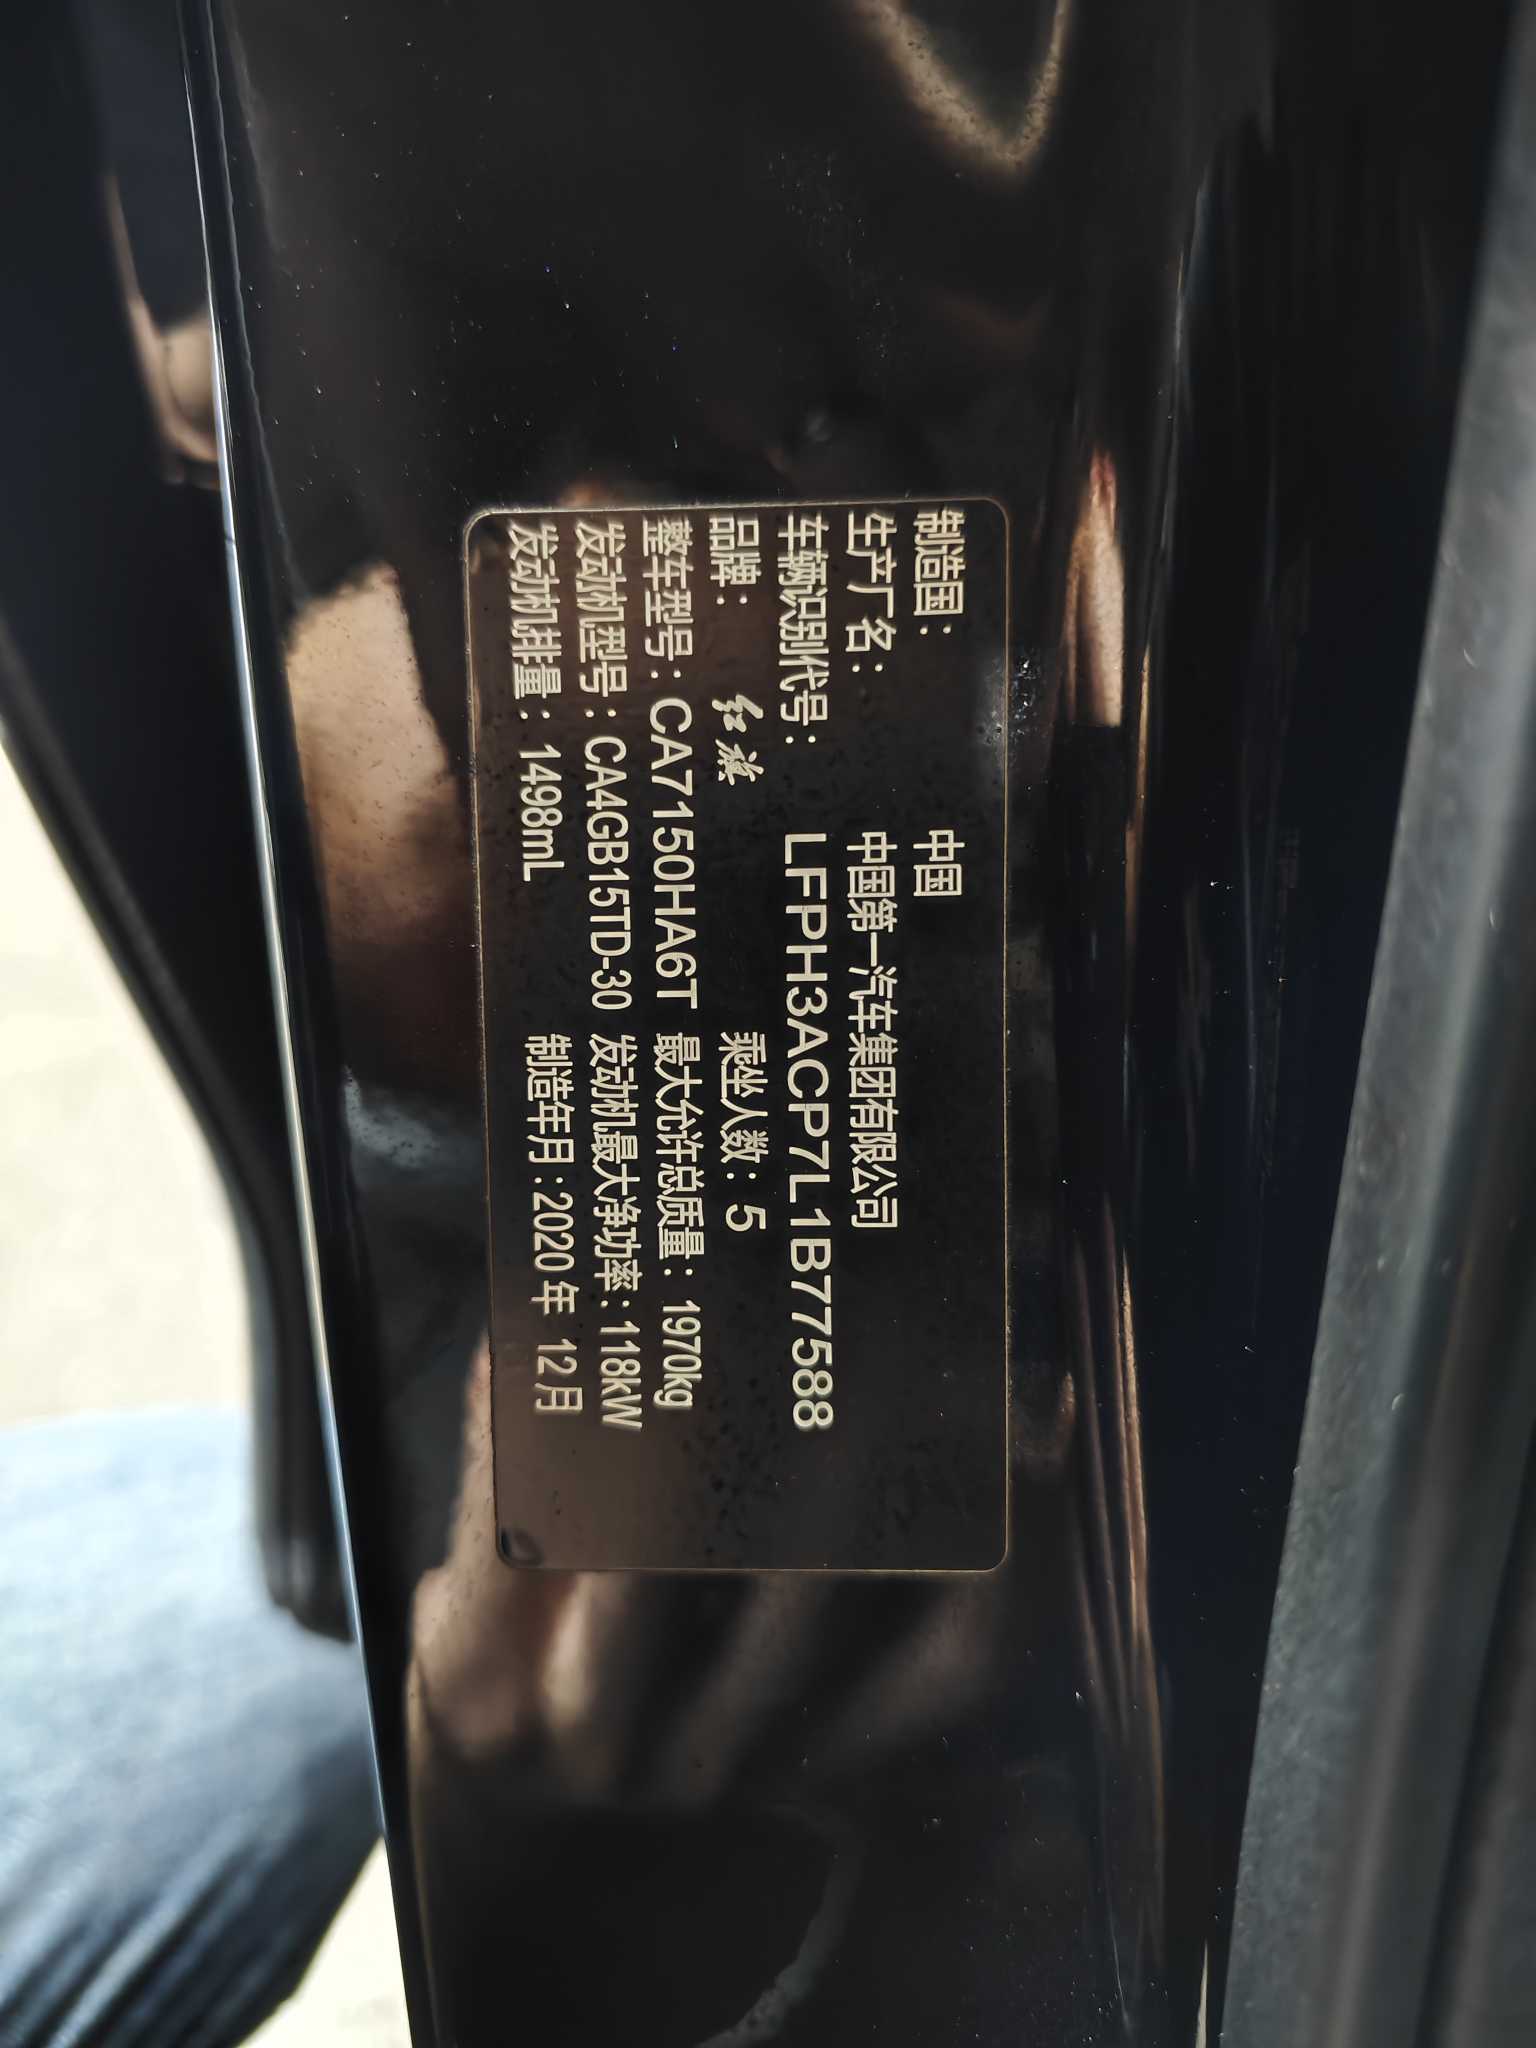 制造国： 中国
生产厂名： 中国第一汽车集团有限公司
车辆识别代号： LFPH3ACP7L1B77588
品牌： 红旗 乘坐人数：5
整车型号：CA7150HA6T 最大允许总质量：1970kg
发动机型号：CA4GB15TD-30 发动机最大净功率：118kW
发动机排量：1498mL 制造年月：2020年 12月